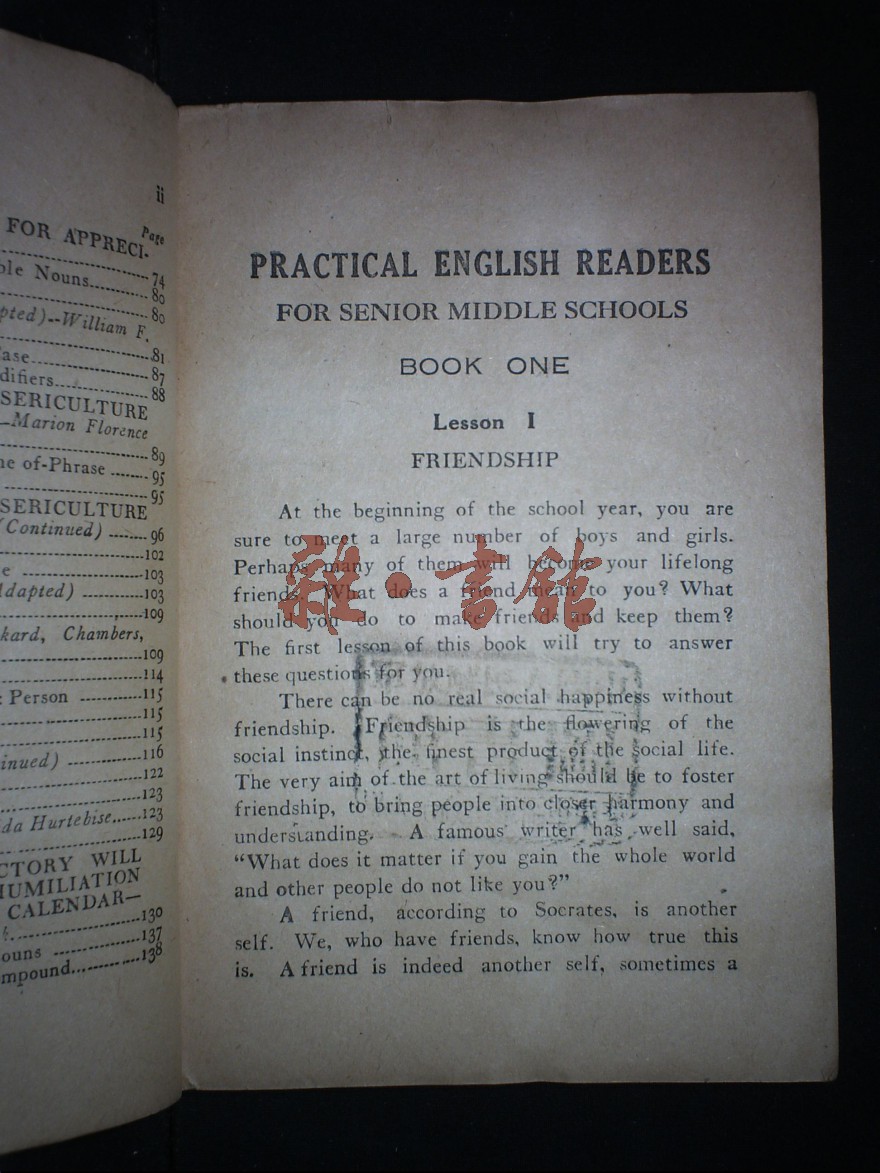 ii
Page
FOR APPRECI-
ble Nouns 74
80
pted)--William F. 80
81
Case 87
difiers 88
SERICULTURE
—Marion Florence
89
he of-Phrase 95
95
SERICULTURE
(Continued) 96
102
e 103
dapted) 103
109
kard, Chambers,
109
114
Person 115
115
115
inued) 116
122
123
da Hurtebise 123
129
CTORY WILL
HUMILIATION
CALENDAR—
130
ouns 137
mpound 138
PRACTICAL ENGLISH READERS
FOR SENIOR MIDDLE SCHOOLS
BOOK ONE
Lesson I
FRIENDSHIP
At the beginning of the school year, you are
sure to meet a large number of boys and girls.
Perhaps many of them will become your lifelong
friends. What does a friend mean to you? What
should you do to make friends and keep them?
The first lesson of this book will try to answer
these questions for you.
There can be no real social happiness without
friendship. Friendship is the flowering of the
social instinct, the finest product of the social life.
The very aim of the art of living should be to foster
friendship, to bring people into closer harmony and
understanding. A famous writer has well said,
“What does it matter if you gain the whole world
and other people do not like you?”
A friend, according to Socrates, is another
self. We, who have friends, know how true this
is. A friend is indeed another self, sometimes a
雜·書館